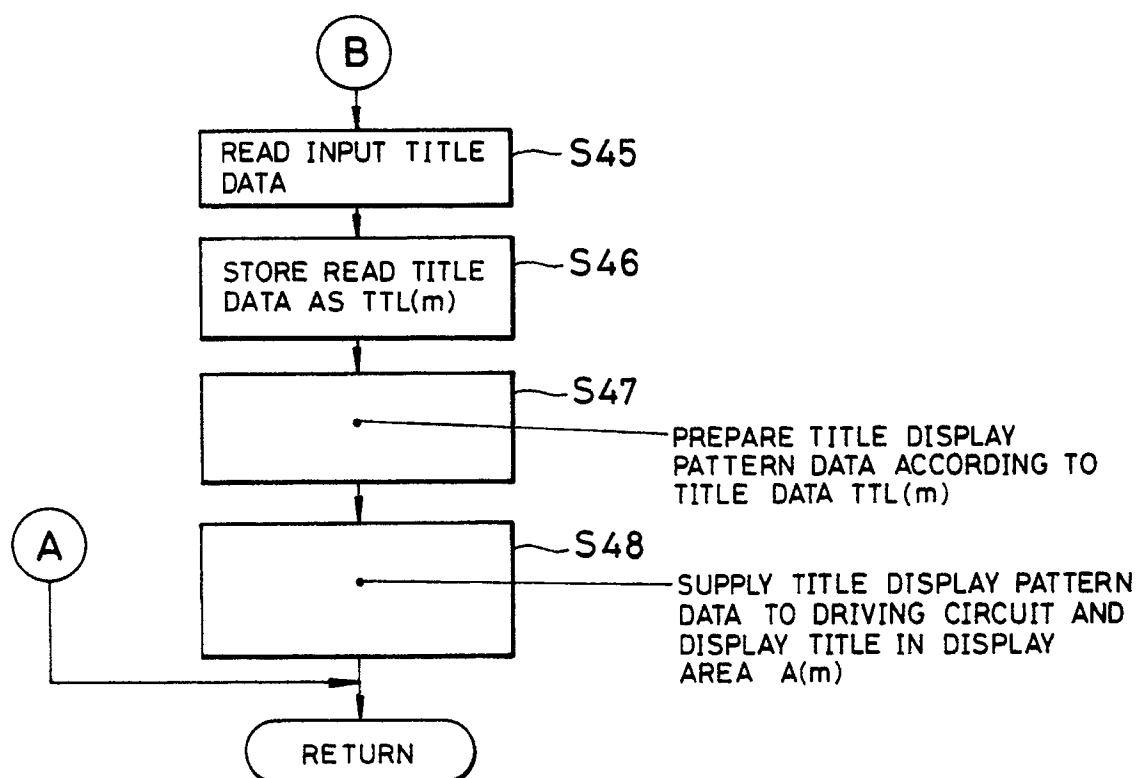 B
READ INPUT TITLE
DATA
S45
STORE READ TITLE
DATA AS TTL(m)
S46
S47
PREPARE TITLE DISPLAY
PATTERN DATA ACCORDING TO
TITLE DATA TTL(m)
A
S48
SUPPLY TITLE DISPLAY PATTERN
DATA TO DRIVING CIRCUIT AND
DISPLAY TITLE IN DISPLAY
AREA A(m)
RETURN